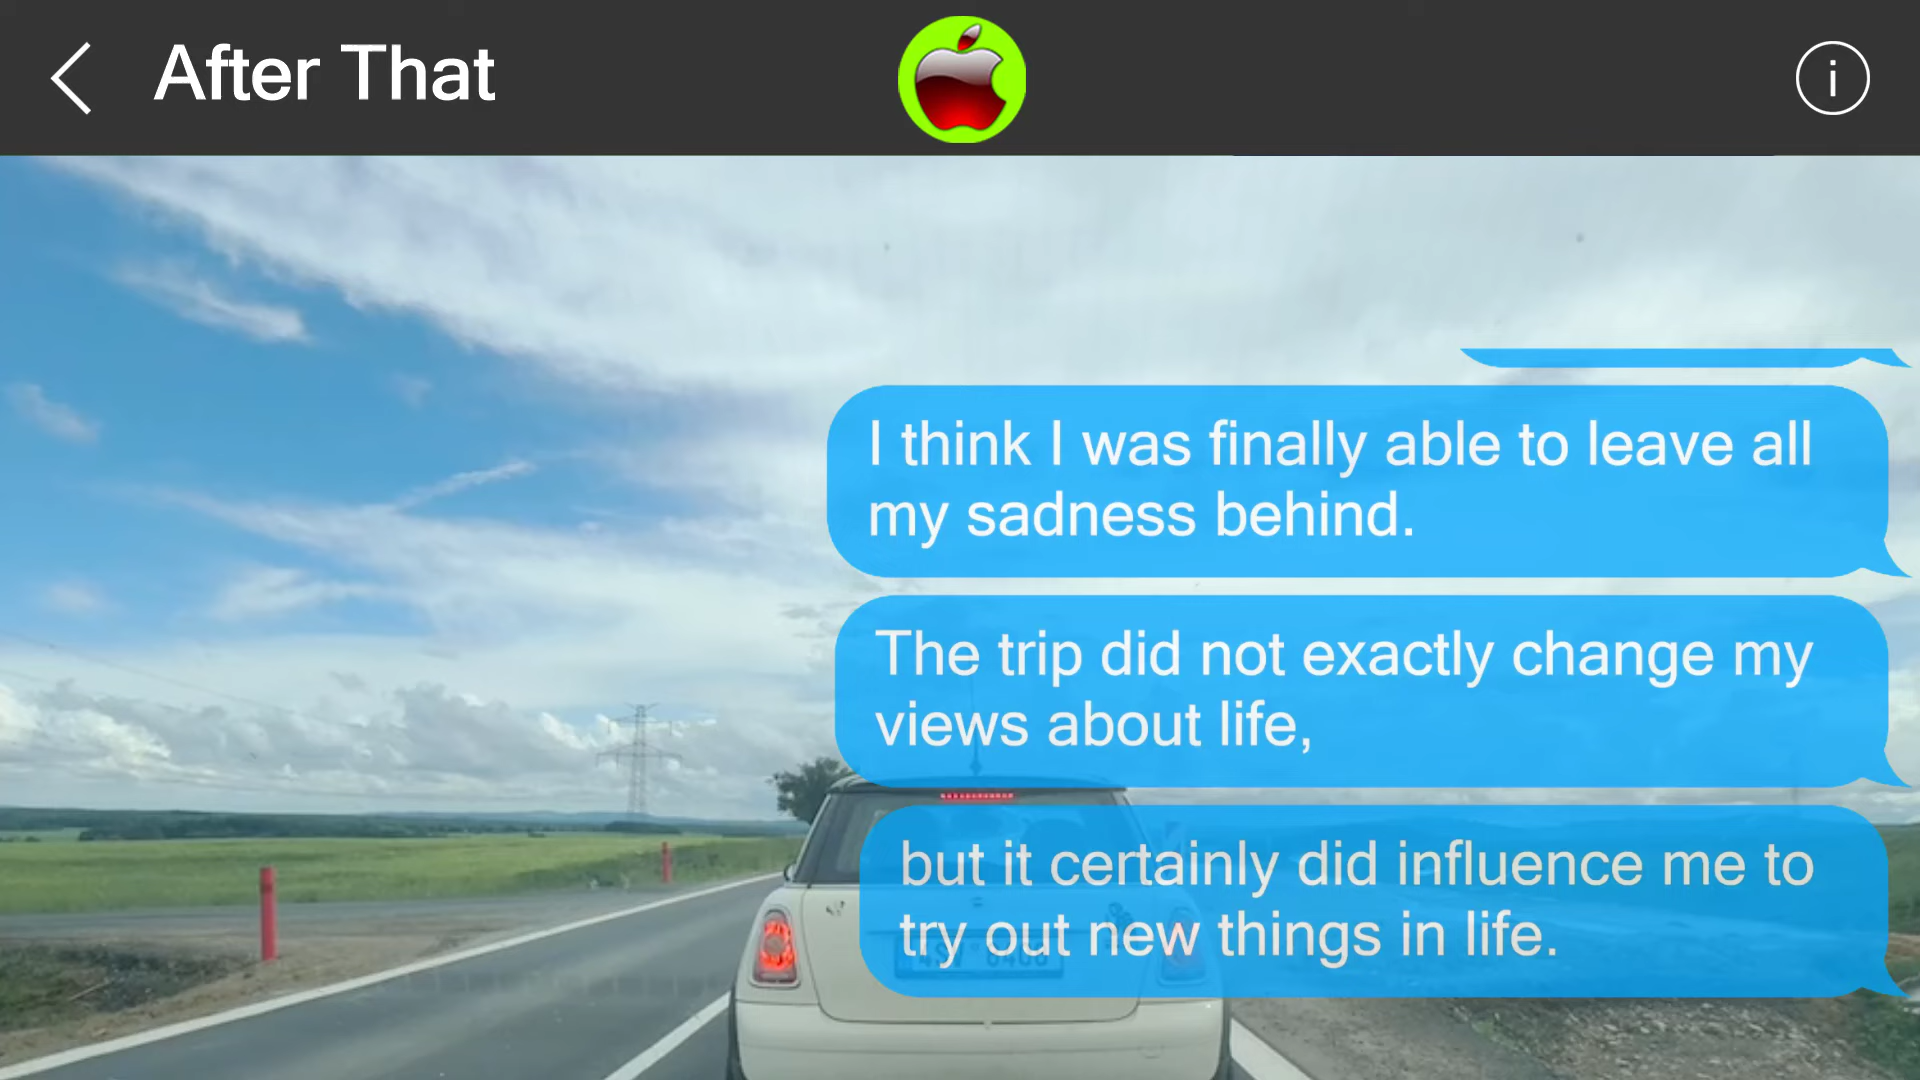 After That
I think I was finally able to leave all
my sadness behind.
The trip did not exactly change my
views about life,
but it certainly did influence me to
try out new things in life.